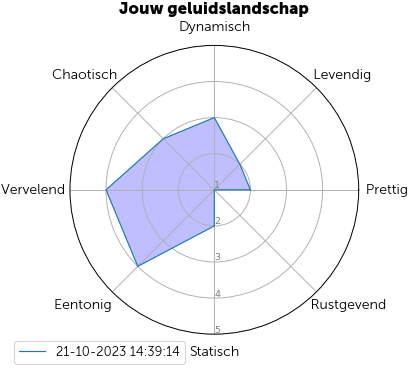 Jouw geluidslandschap
Dynamisch
Chaotisch
Levendig
Vervelend
1
Prettig
2
3
4
Eentonig
Rustgevend
5
21-10-2023 14:39:14
Statisch